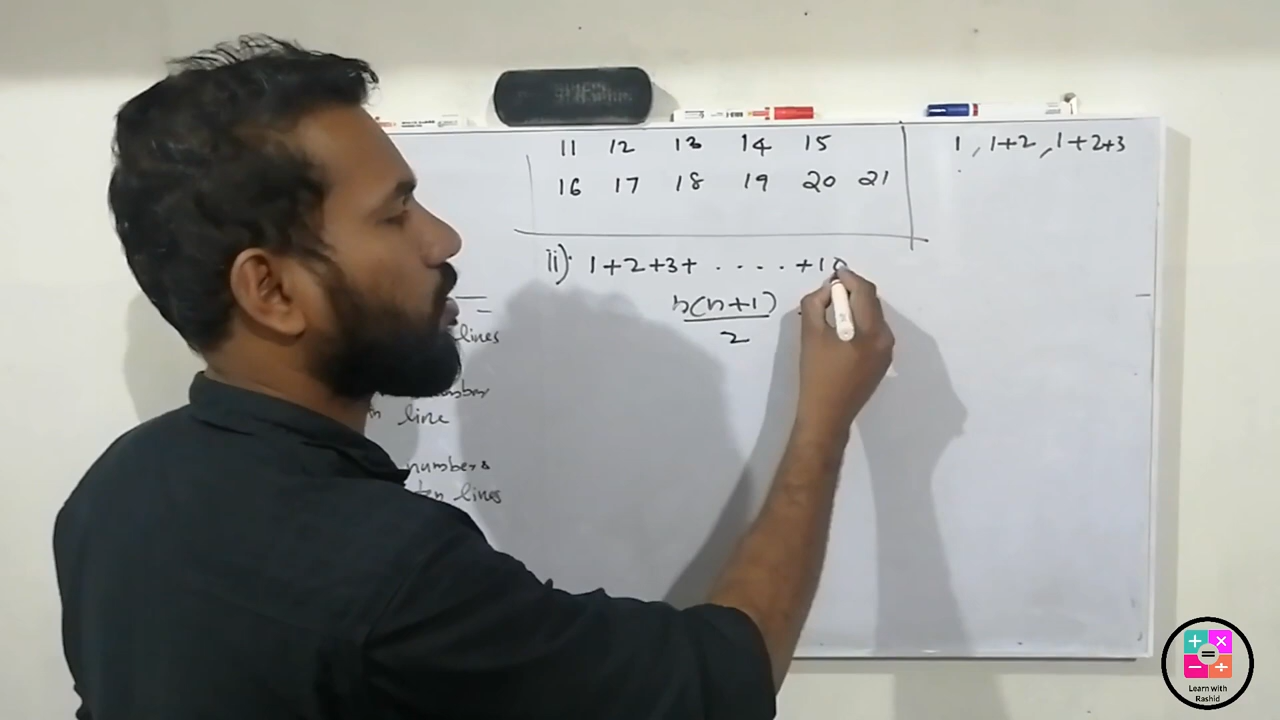 11 12 13 14 15
16 17 18 19 20 21
1, 1+2, 1+2+3
ii). 1+2+3+ . . . . . +10
n(n+1)
2
lines
line
numbers
ten lines
Learn with
Rashid